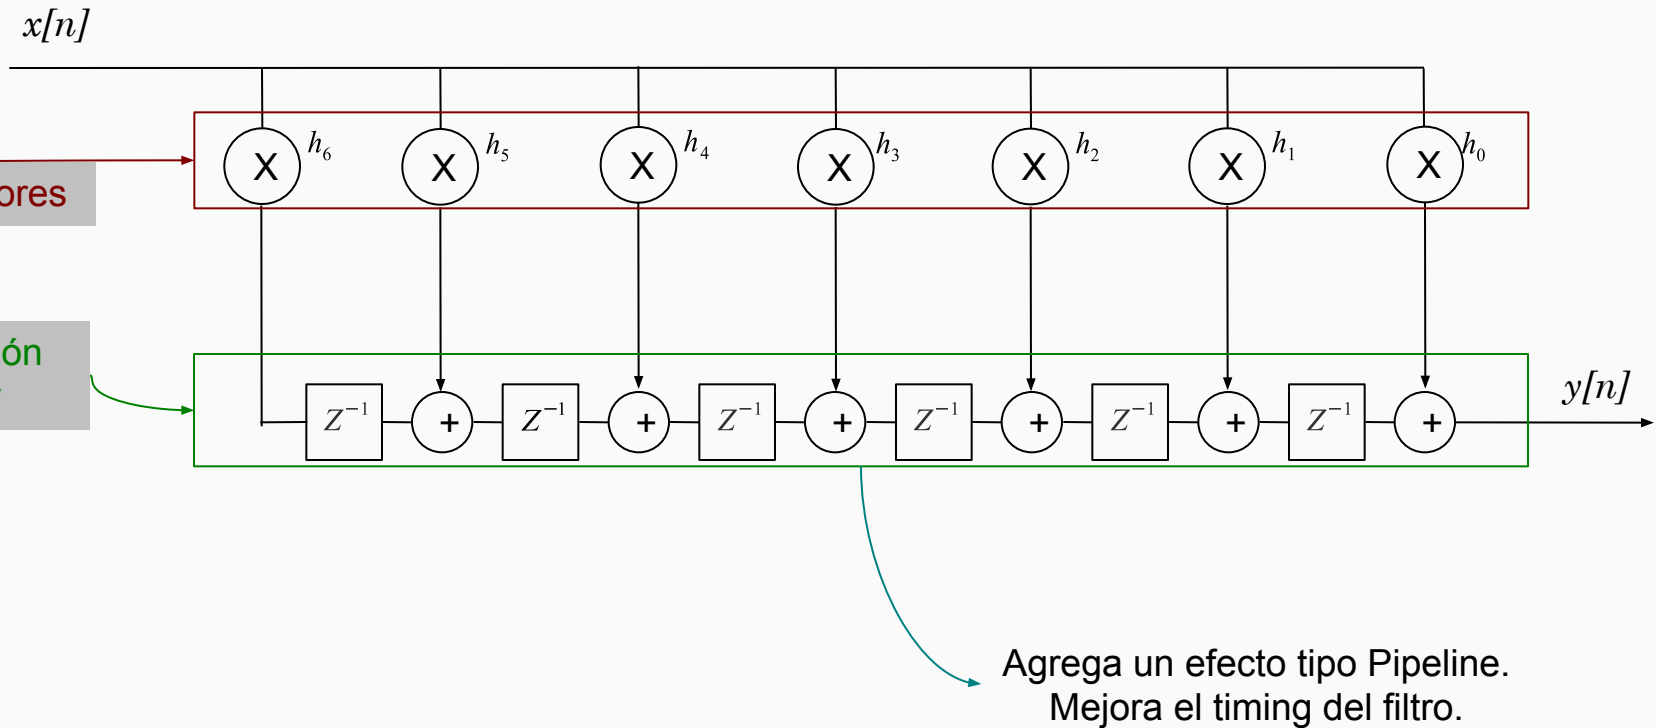 x[n]
h₆ h₅ h₄ h₃ h₂ h₁ h₀
X X X X X X X
ores
ón
Z⁻¹ + Z⁻¹ + Z⁻¹ + Z⁻¹ + Z⁻¹ + Z⁻¹ +
y[n]
Agrega un efecto tipo Pipeline.
Mejora el timing del filtro.